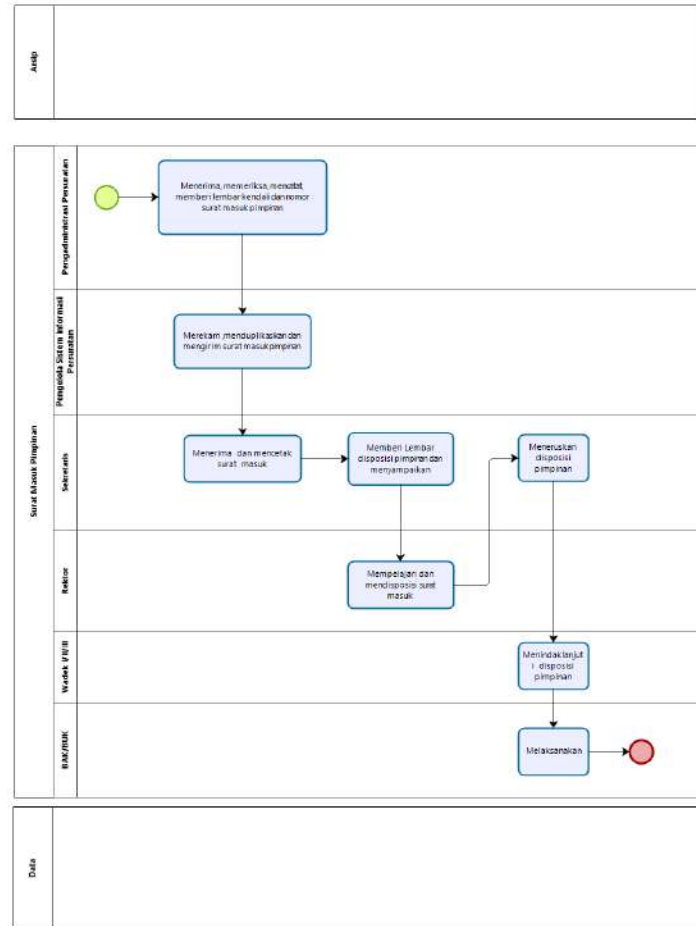 Arsip
Surat Masuk Pimpinan
Pengadministrasi Persuratan
Menerima, memeriksa, mencatat,
memberi lembar kendali dan nomor
surat masuk pimpinan
Pengelola Sistem Informasi
Persuratan
Merekam ,menduplikaskan dan
mengirim surat masuk pimpinan
Sekretaris
Menerima dan mencetak
surat masuk
Memberi Lembar
disposisi pimpinan dan
menjampaikan
Meneruskan
disposisi
pimpinan
Rektor
Mempelajari dan
mendisposisi surat
masuk
Wadek I/II/III
Menindaklanjut
i disposisi
pimpinan
BAK/BUK
Melaksanakan
Data